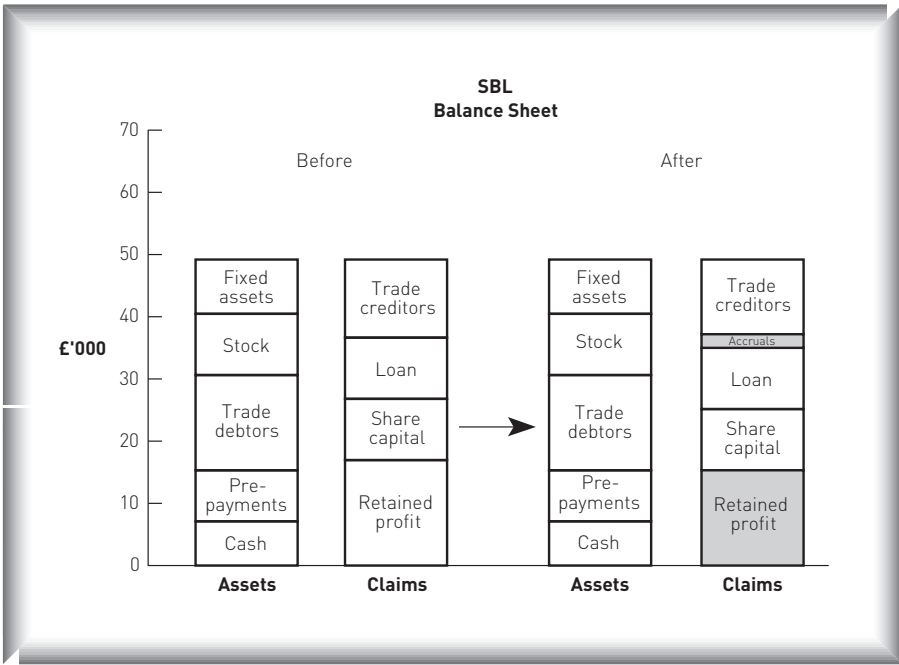 SBL
Balance Sheet
70
60
50
40
30
20
10
0
£'000
Before
After
Fixed
assets
Stock
Trade
debtors
Pre-
payments
Cash
Assets
Trade
creditors
Loan
Share
capital
Retained
profit
Claims
Fixed
assets
Stock
Trade
debtors
Pre-
payments
Cash
Assets
Trade
creditors
Accruals
Loan
Share
capital
Retained
profit
Claims